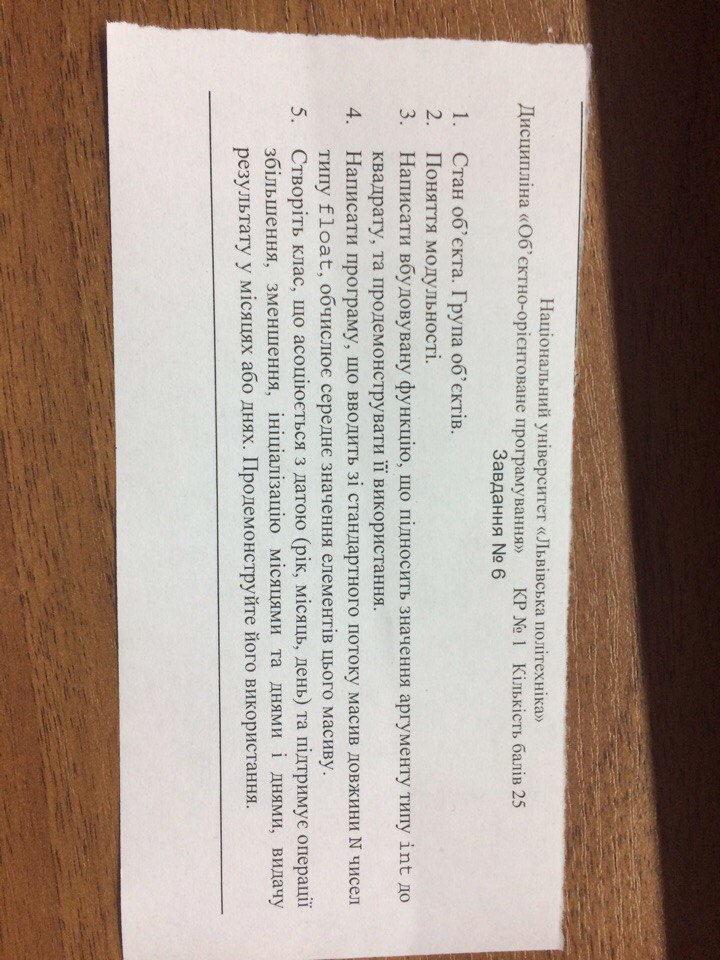 Національний університет «Львівська політехніка»
Дисципліна «Об’єктно-орієнтоване програмування» КР № 1 Кількість балів 25
Завдання № 6
1. Стан об’єкта. Група об’єктів.
2. Поняття модульності.
3. Написати вбудовувану функцію, що підносить значення аргументу типу int до
квадрату, та продемонструвати її використання.
4. Написати програму, що вводить зі стандартного потоку масив довжини N чисел
типу float, обчислює середнє значення елементів цього масиву.
5. Створіть клас, що асоціюється з датою (рік, місяць, день) та підтримує операції
збільшення, зменшення, ініціалізацію місяцями та днями і днями, видачу
результату у місяцях або днях. Продемонструйте його використання.